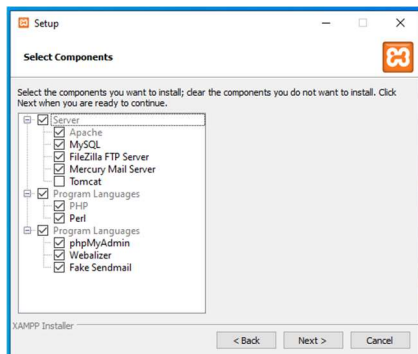 Setup
Select Components
Select the components you want to install; clear the components you do not want to install. Click
Next when you are ready to continue.
Server
Apache
MySQL
FileZilla FTP Server
Mercury Mail Server
Tomcat
Program Languages
PHP
Perl
Program Languages
phpMyAdmin
Webalizer
Fake Sendmail
XAMPP Installer
< Back
Next >
Cancel